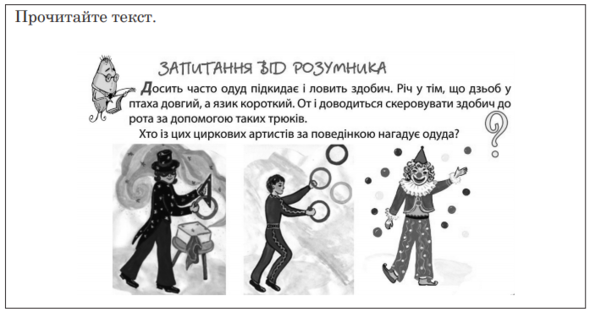 Прочитайте текст.
ЗАПИТАННЯ ВІД РОЗУМНИКА
Досить часто одуд підкидає і ловить здобич. Річ у тім, що дзьоб у
птаха довгий, а язик короткий. От і доводиться скеровувати здобич до
рота за допомогою таких трюків.
Хто із цих циркових артистів за поведінкою нагадує одуда?